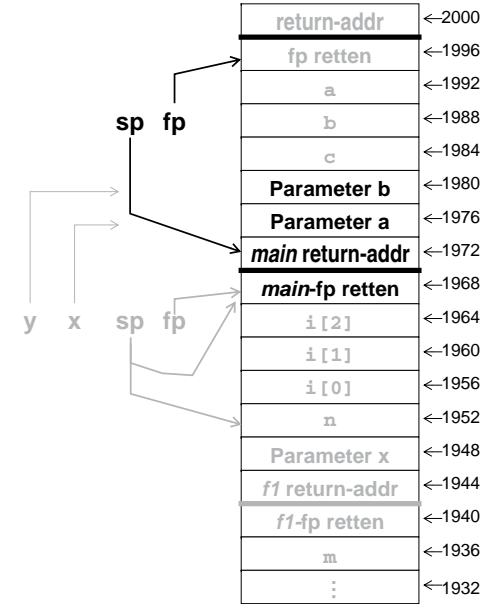 return-addr ←2000
fp retten ←1996
a ←1992
sp fp b ←1988
c ←1984
Parameter b ←1980
Parameter a ←1976
main return-addr ←1972
main-fp retten ←1968
y x sp fp i[2] ←1964
i[1] ←1960
i[0] ←1956
n ←1952
Parameter x ←1948
f1 return-addr ←1944
f1-fp retten ←1940
m ←1936
⋮ ←1932